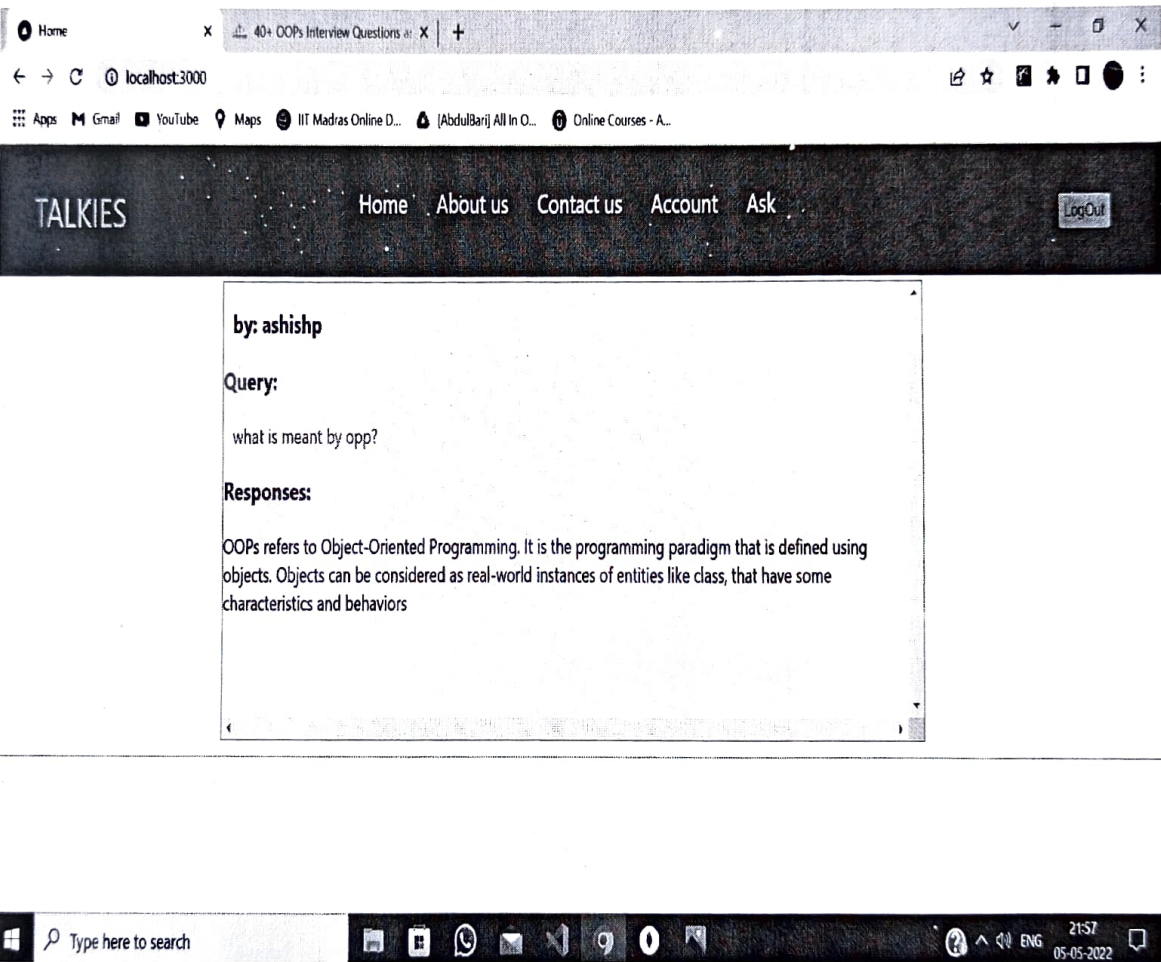 Home
40+ OOPs Interview Questions a
localhost:3000
Apps Gmail YouTube Maps IIT Madras Online D... [AbdulBari] All In O... Online Courses - A...
TALKIES Home About us Contact us Account Ask LogOut
by: ashishp
Query:
what is meant by opp?
Responses:
OOPs refers to Object-Oriented Programming. It is the programming paradigm that is defined using
objects. Objects can be considered as real-world instances of entities like class, that have some
characteristics and behaviors
Type here to search
ENG
21:57
05-05-2022